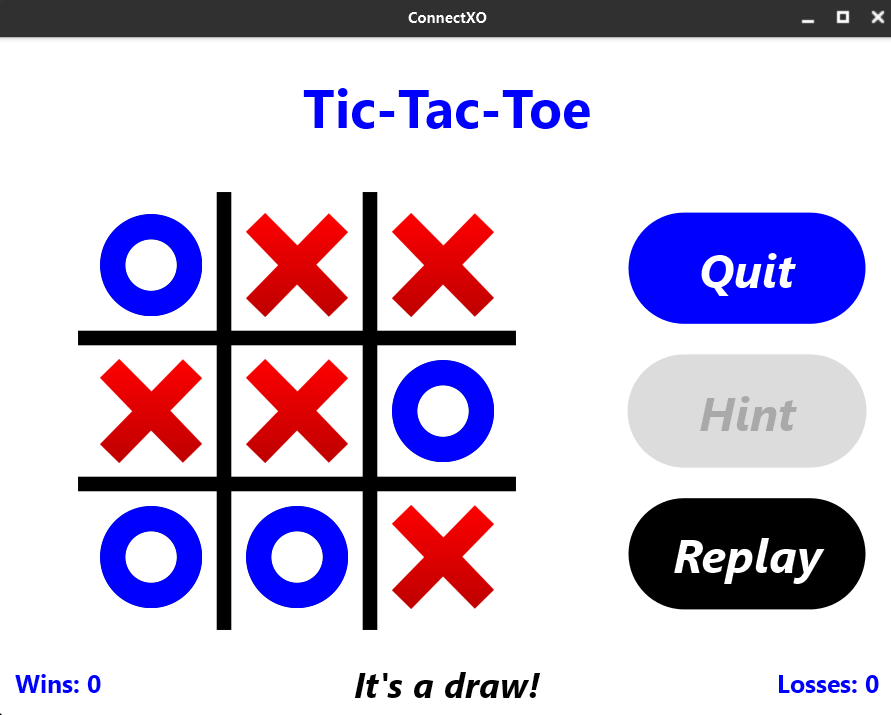 ConnectXO
Tic-Tac-Toe
Quit
Hint
Replay
Wins: 0
It's a draw!
Losses: 0